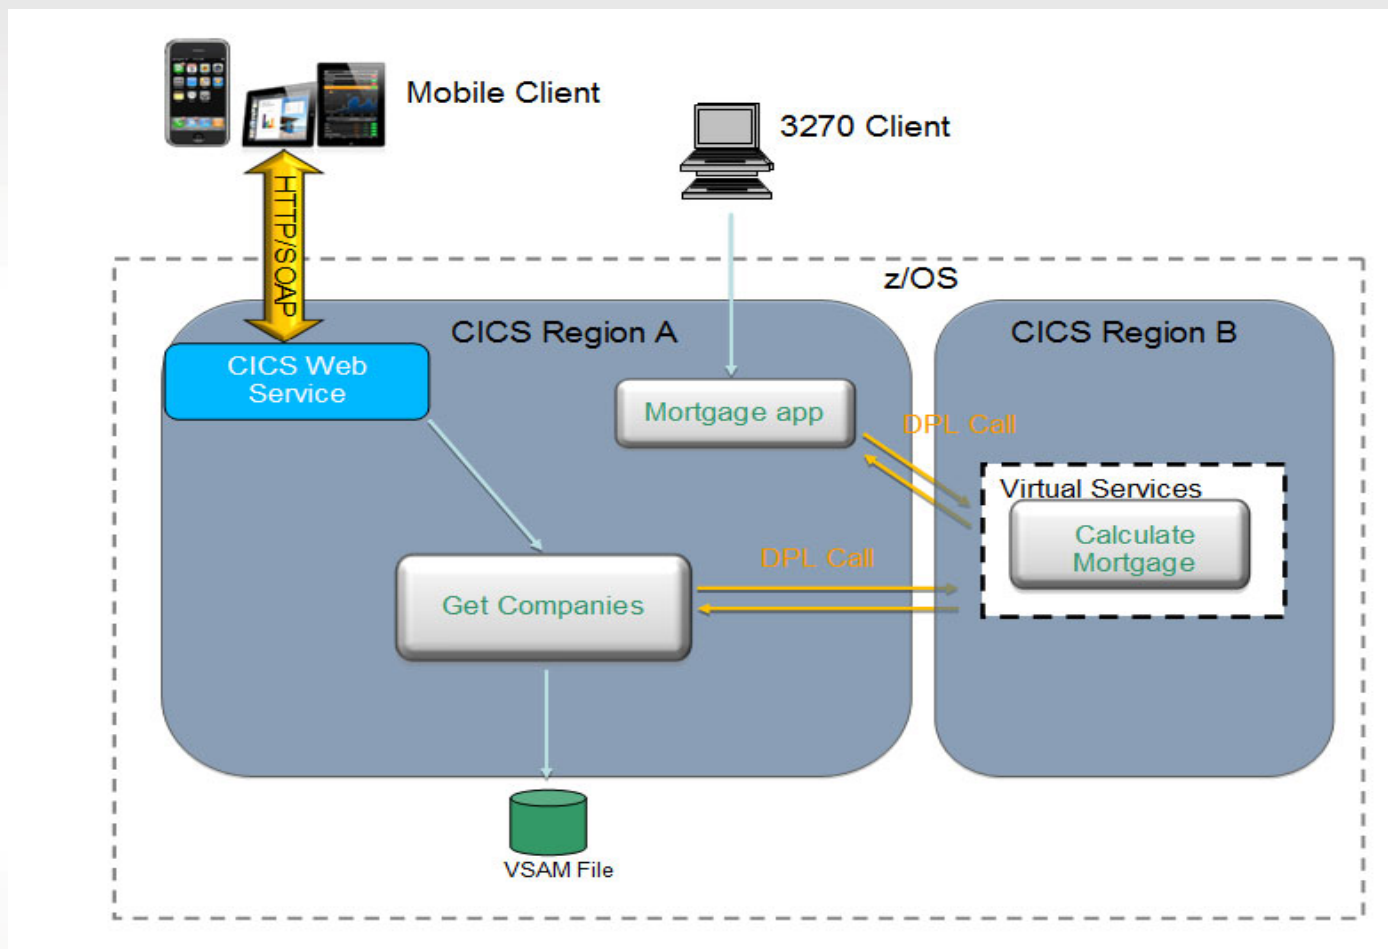 Mobile Client
3270 Client
HTTP/SOAP
z/OS
CICS Region A
CICS Region B
CICS Web
Service
Mortgage app
DPL Call
Virtual Services
Calculate
Mortgage
DPL Call
Get Companies
VSAM File